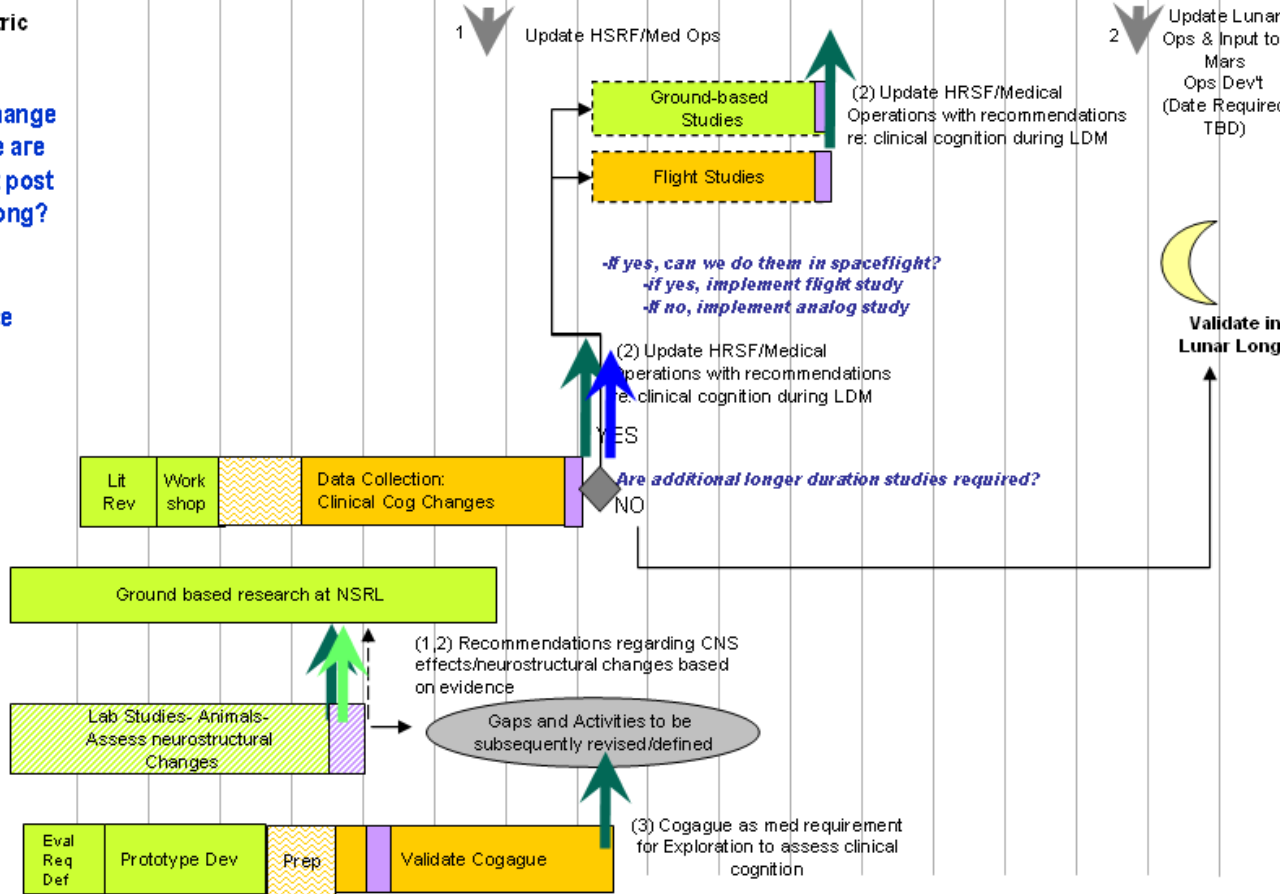 tric
1
Update HSRF/Med Ops
2
Update Lunar
Ops & Input to
Mars
Ops Dev't
(Date Required
TBD)
hange
e are
t post
ong?
e
Ground-based
Studies
(2) Update HRSF/Medical
Operations with recommendations
re: clinical cognition during LDM
Flight Studies
-If yes, can we do them in spaceflight?
-if yes, implement flight study
-If no, implement analog study
Validate in
Lunar Long
(2) Update HRSF/Medical
Operations with recommendations
re: clinical cognition during LDM
YES
Lit
Rev
Work
shop
Data Collection:
Clinical Cog Changes
Are additional longer duration studies required?
NO
Ground based research at NSRL
(1,2) Recommendations regarding CNS
effects/neurostructural changes based
on evidence
Lab Studies- Animals-
Assess neurostructural
Changes
Gaps and Activities to be
subsequently revised/defined
Eval
Req
Def
Prototype Dev
Prep
Validate Cogague
(3) Cogague as med requirement
for Exploration to assess clinical
cognition